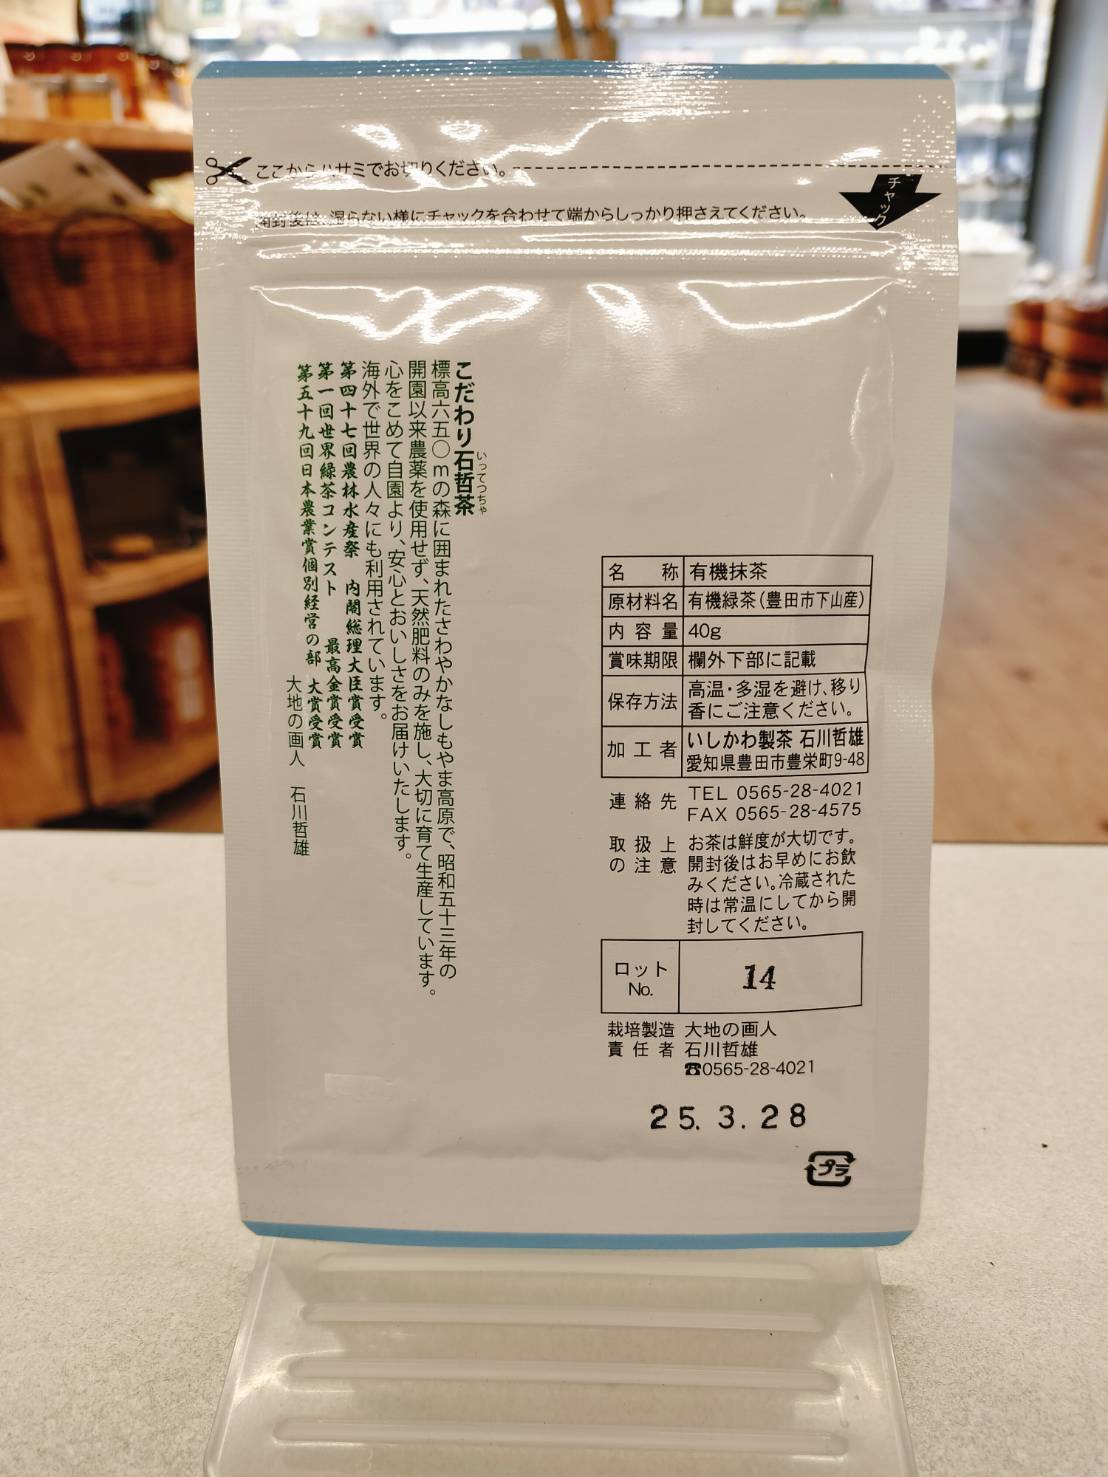 ここからハサミでお切りください。
開封後は、湿らない様にチャックを合わせて端からしっかり押さえてください。
チャック
こだわり石哲茶
いってつちゃ
標高六五〇mの森に囲まれたさわやかなしもやま高原で、昭和五十三年の
開園以来農薬を使用せず、天然肥料のみを施し、大切に育て生産しています。
心をこめて自園より、安心とおいしさをお届けいたします。
海外で世界の人々にも利用されています。
第四十七回農林水産祭 内閣総理大臣賞受賞
第一回世界緑茶コンテスト 最高金賞受賞
第五十九回日本農業賞個別経営の部 大賞受賞
大地の画人 石川哲雄
名 称 有機抹茶
原材料名 有機緑茶(豊田市下山産)
内容量 40g
賞味期限 欄外下部に記載
保存方法 高温・多湿を避け、移り
香にご注意ください。
加工者 いしかわ製茶 石川哲雄
愛知県豊田市豊栄町9-48
連絡先 TEL 0565-28-4021
FAX 0565-28-4575
取扱上 お茶は鮮度が大切です。
の注意 開封後はお早めにお飲
みください。冷蔵された
時は常温にしてから開
封してください。
ロット
No.
14
栽培製造 大地の画人
責任者 石川哲雄
☎0565-28-4021
25.3.28
プラ